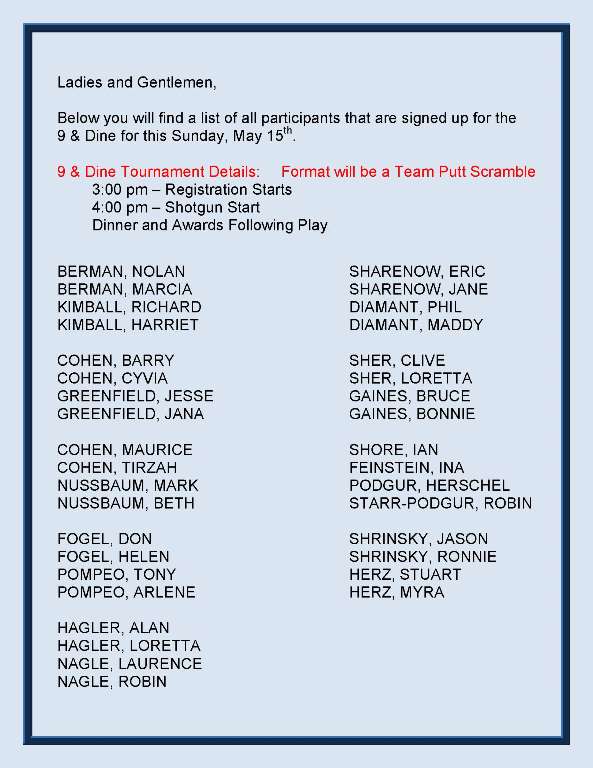 Ladies and Gentlemen,
Below you will find a list of all participants that are signed up for the
9 & Dine for this Sunday, May 15th.
9 & Dine Tournament Details: Format will be a Team Putt Scramble
3:00 pm – Registration Starts
4:00 pm – Shotgun Start
Dinner and Awards Following Play
BERMAN, NOLAN
BERMAN, MARCIA
KIMBALL, RICHARD
KIMBALL, HARRIET
COHEN, BARRY
COHEN, CYVIA
GREENFIELD, JESSE
GREENFIELD, JANA
COHEN, MAURICE
COHEN, TIRZAH
NUSSBAUM, MARK
NUSSBAUM, BETH
FOGEL, DON
FOGEL, HELEN
POMPEO, TONY
POMPEO, ARLENE
HAGLER, ALAN
HAGLER, LORETTA
NAGLE, LAURENCE
NAGLE, ROBIN
SHARENOW, ERIC
SHARENOW, JANE
DIAMANT, PHIL
DIAMANT, MADDY
SHER, CLIVE
SHER, LORETTA
GAINES, BRUCE
GAINES, BONNIE
SHORE, IAN
FEINSTEIN, INA
PODGUR, HERSCHEL
STARR-PODGUR, ROBIN
SHRINSKY, JASON
SHRINSKY, RONNIE
HERZ, STUART
HERZ, MYRA